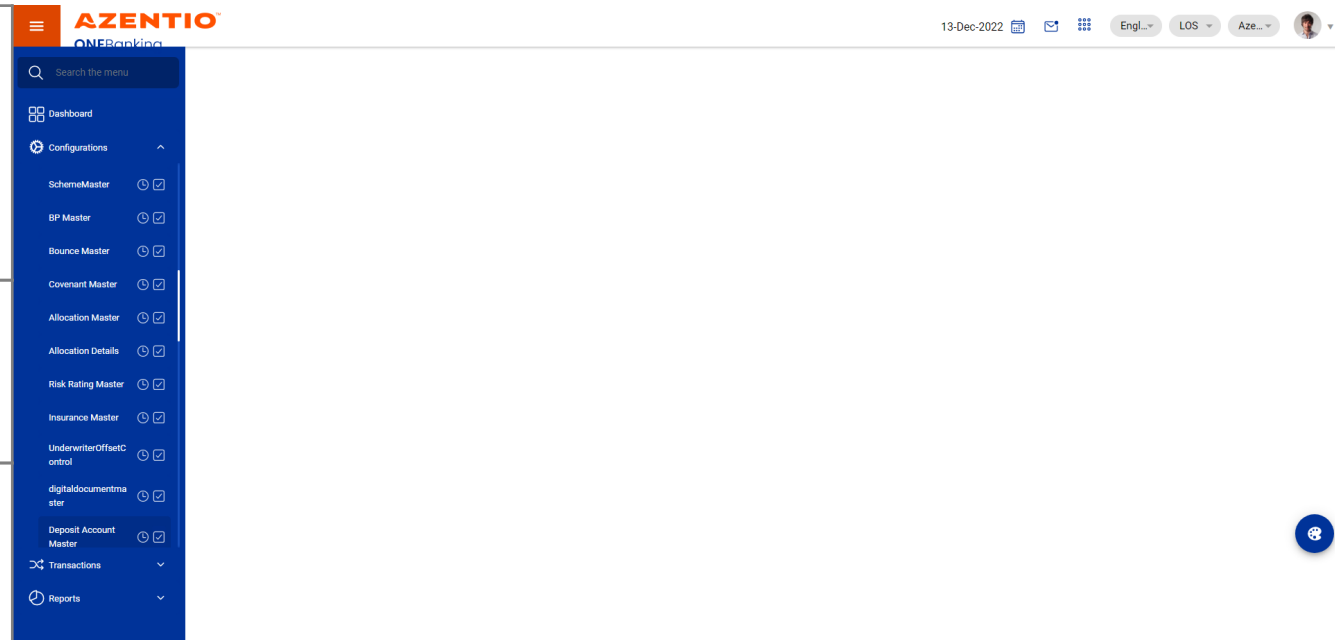 AZENTIO™
ONEBanking
13-Dec-2022
Engl...
LOS
Aze...
Search the menu
Dashboard
Configurations
SchemeMaster
BP Master
Bounce Master
Covenant Master
Allocation Master
Allocation Details
Risk Rating Master
Insurance Master
UnderwriterOffsetC
ontrol
digitaldocumentma
ster
Deposit Account
Master
Transactions
Reports